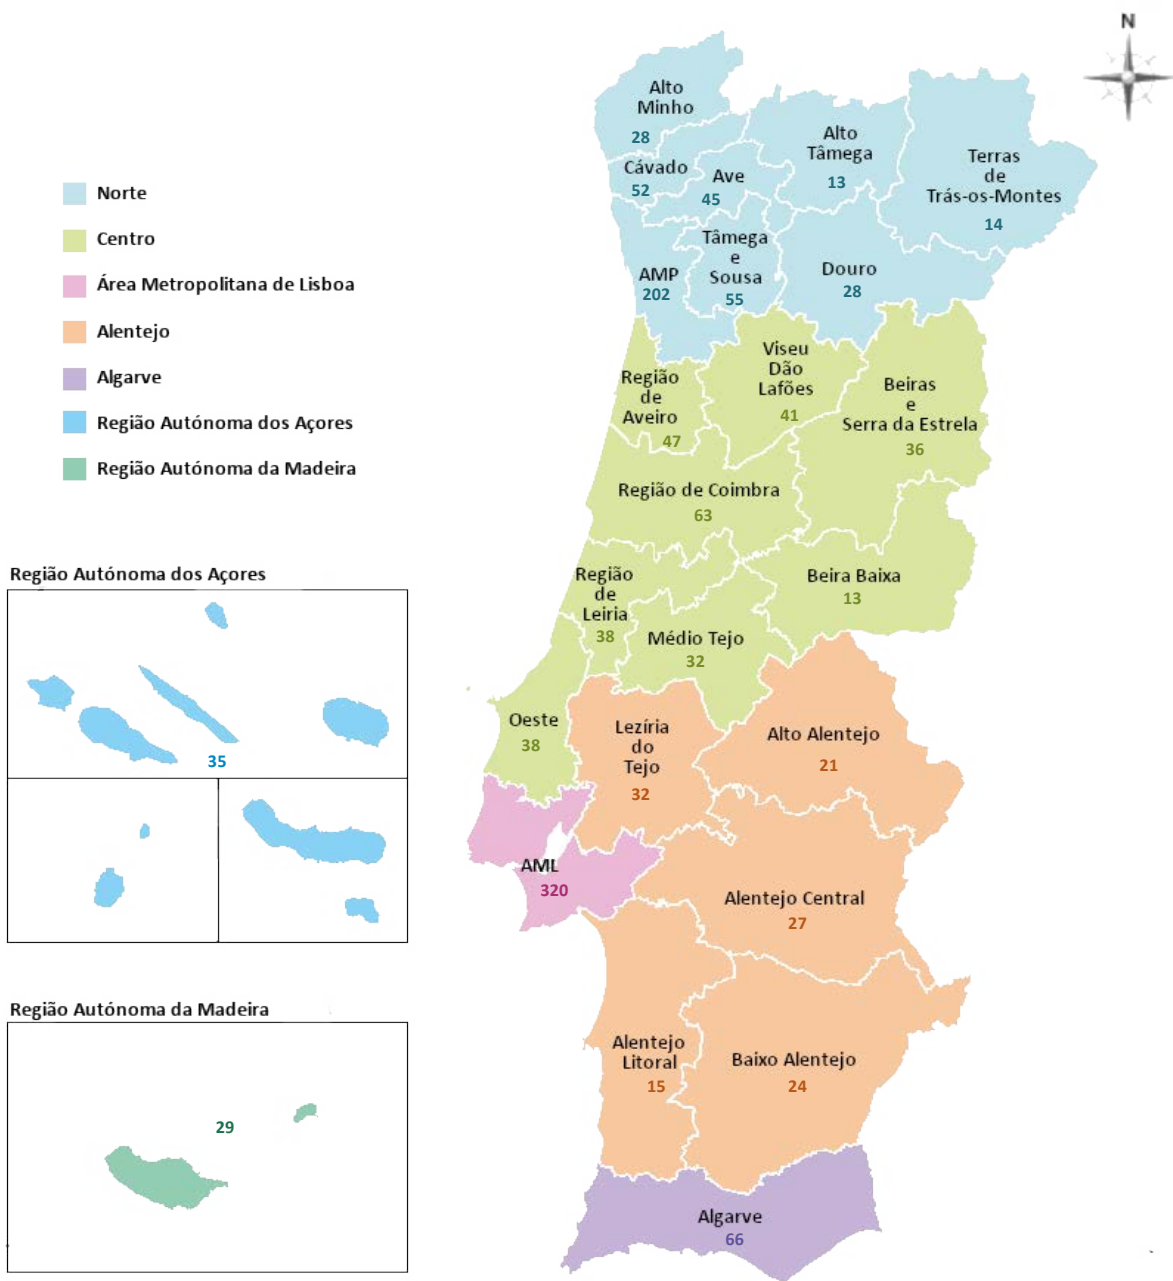 N
Norte
Centro
Área Metropolitana de Lisboa
Alentejo
Algarve
Região Autónoma dos Açores
Região Autónoma da Madeira
Alto
Minho
28
Cávado
52
Ave
45
Alto
Tâmega
13
Terras
de
Trás-os-Montes
14
AMP
202
Tâmega
e
Sousa
55
Douro
28
Região
de
Aveiro
47
Viseu
Dão
Lafões
41
Beiras
e
Serra da Estrela
36
Região de Coimbra
63
Região
de
Leiria
38
Médio Tejo
32
Beira Baixa
13
Oeste
38
Lezíria
do
Tejo
32
Alto Alentejo
21
AML
320
Alentejo Central
27
Alentejo
Litoral
15
Baixo Alentejo
24
Algarve
66
Região Autónoma dos Açores
35
Região Autónoma da Madeira
29